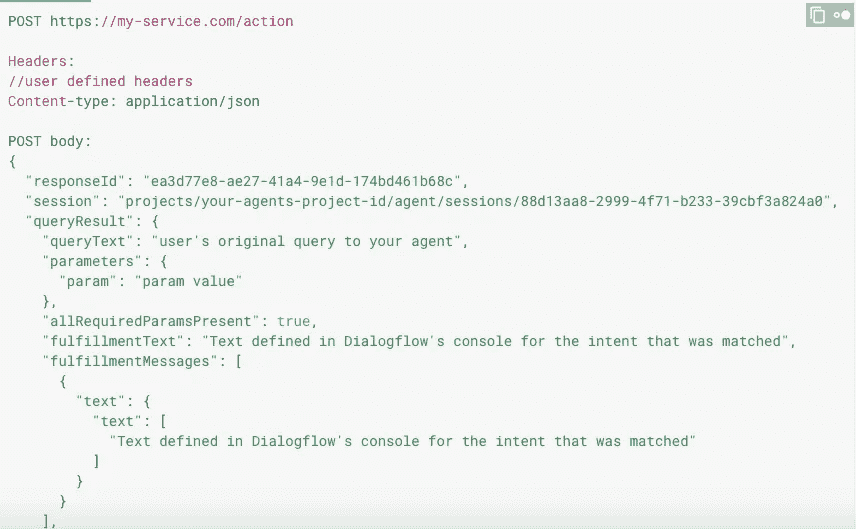 POST https://my-service.com/action
Headers:
//user defined headers
Content-type: application/json
POST body:
{
  "responseId": "ea3d77e8-ae27-41a4-9e1d-174bd461b68c",
  "session": "projects/your-agents-project-id/agent/sessions/88d13aa8-2999-4f71-b233-39cbf3a824a0",
  "queryResult": {
    "queryText": "user's original query to your agent",
    "parameters": {
      "param": "param value"
    },
    "allRequiredParamsPresent": true,
    "fulfillmentText": "Text defined in Dialogflow's console for the intent that was matched",
    "fulfillmentMessages": [
      {
        "text": {
          "text": [
            "Text defined in Dialogflow's console for the intent that was matched"
          ]
        }
      }
    ],